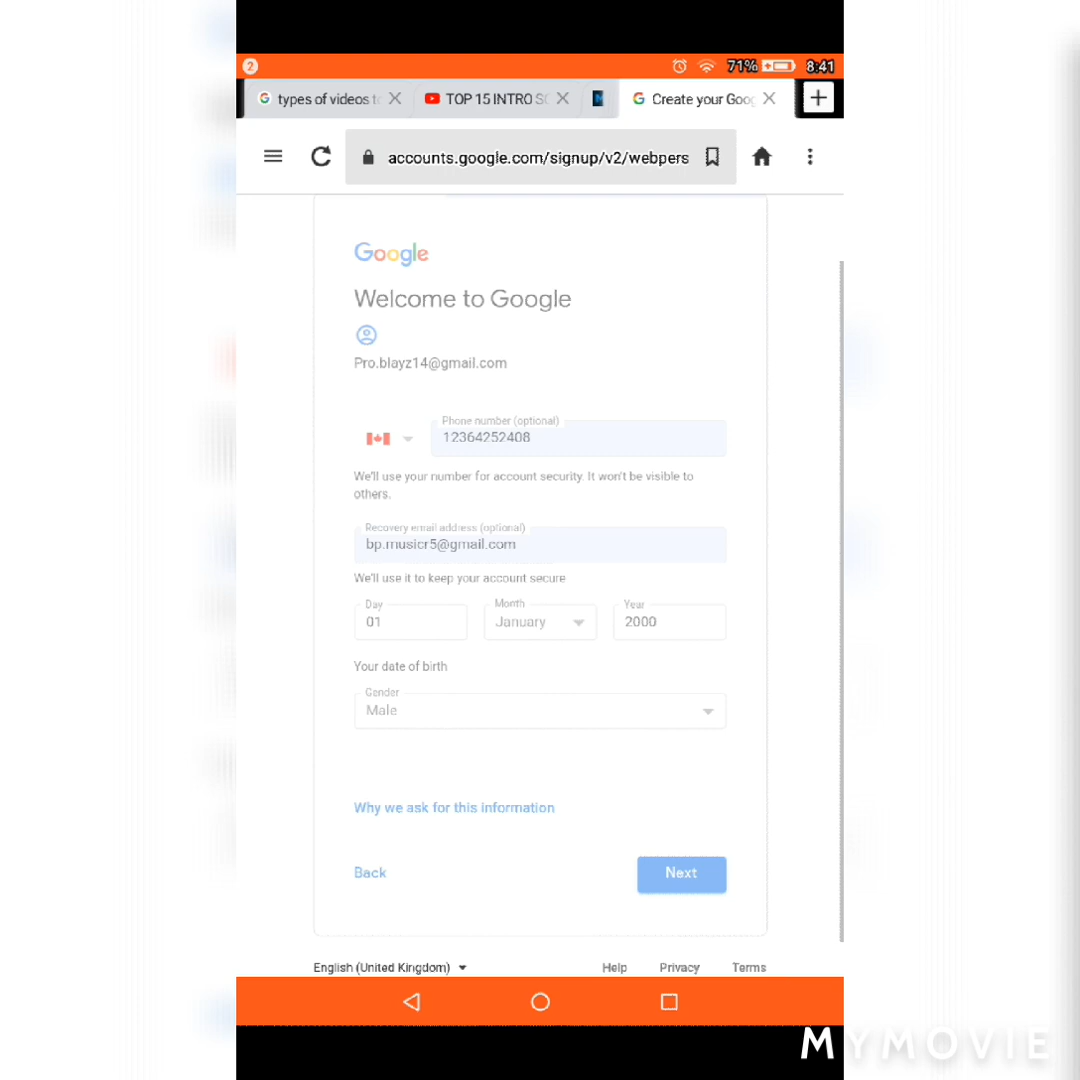 2
71% 8:41
types of videos to
TOP 15 INTRO SO
Create your Goog
accounts.google.com/signup/v2/webpers
Google
Welcome to Google
Pro.blayz14@gmail.com
Phone number (optional)
12364252408
We'll use your number for account security. It won't be visible to
others.
Recovery email address (optional)
bp.musicr5@gmail.com
We'll use it to keep your account secure
Day Month Year
01 January 2000
Your date of birth
Gender
Male
Why we ask for this information
Back Next
English (United Kingdom) Help Privacy Terms
MYMOVIE